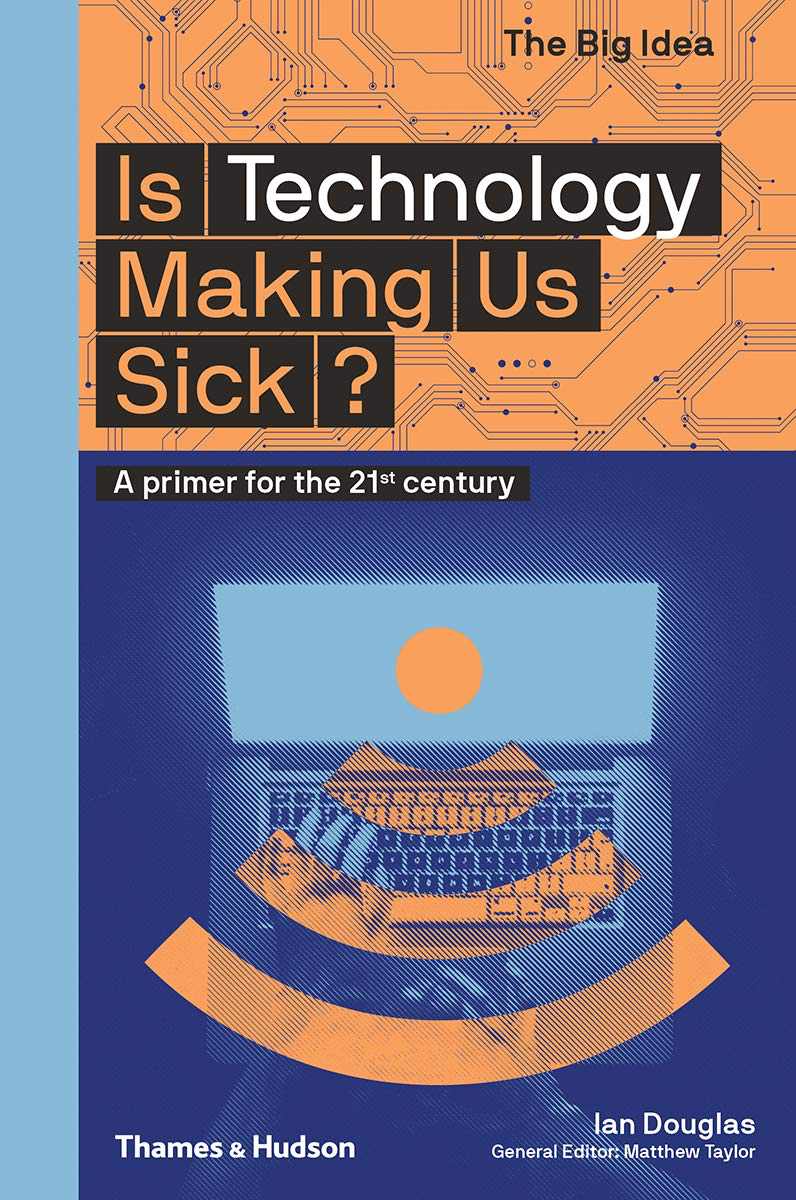 The Big Idea
Is Technology
Making Us
Sick ?
A primer for the 21st century
Ian Douglas
General Editor: Matthew Taylor
Thames & Hudson